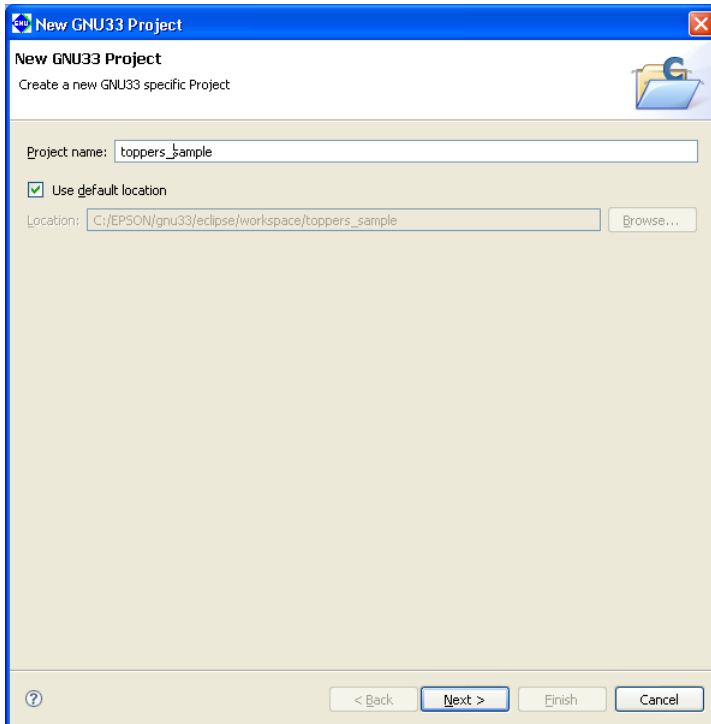 GNU New GNU33 Project
New GNU33 Project
Create a new GNU33 specific Project
C
Project name: toppers_sample
Use default location
Location: C:/EPSON/gnu33/eclipse/workspace/toppers_sample Browse...
? < Back Next > Finish Cancel